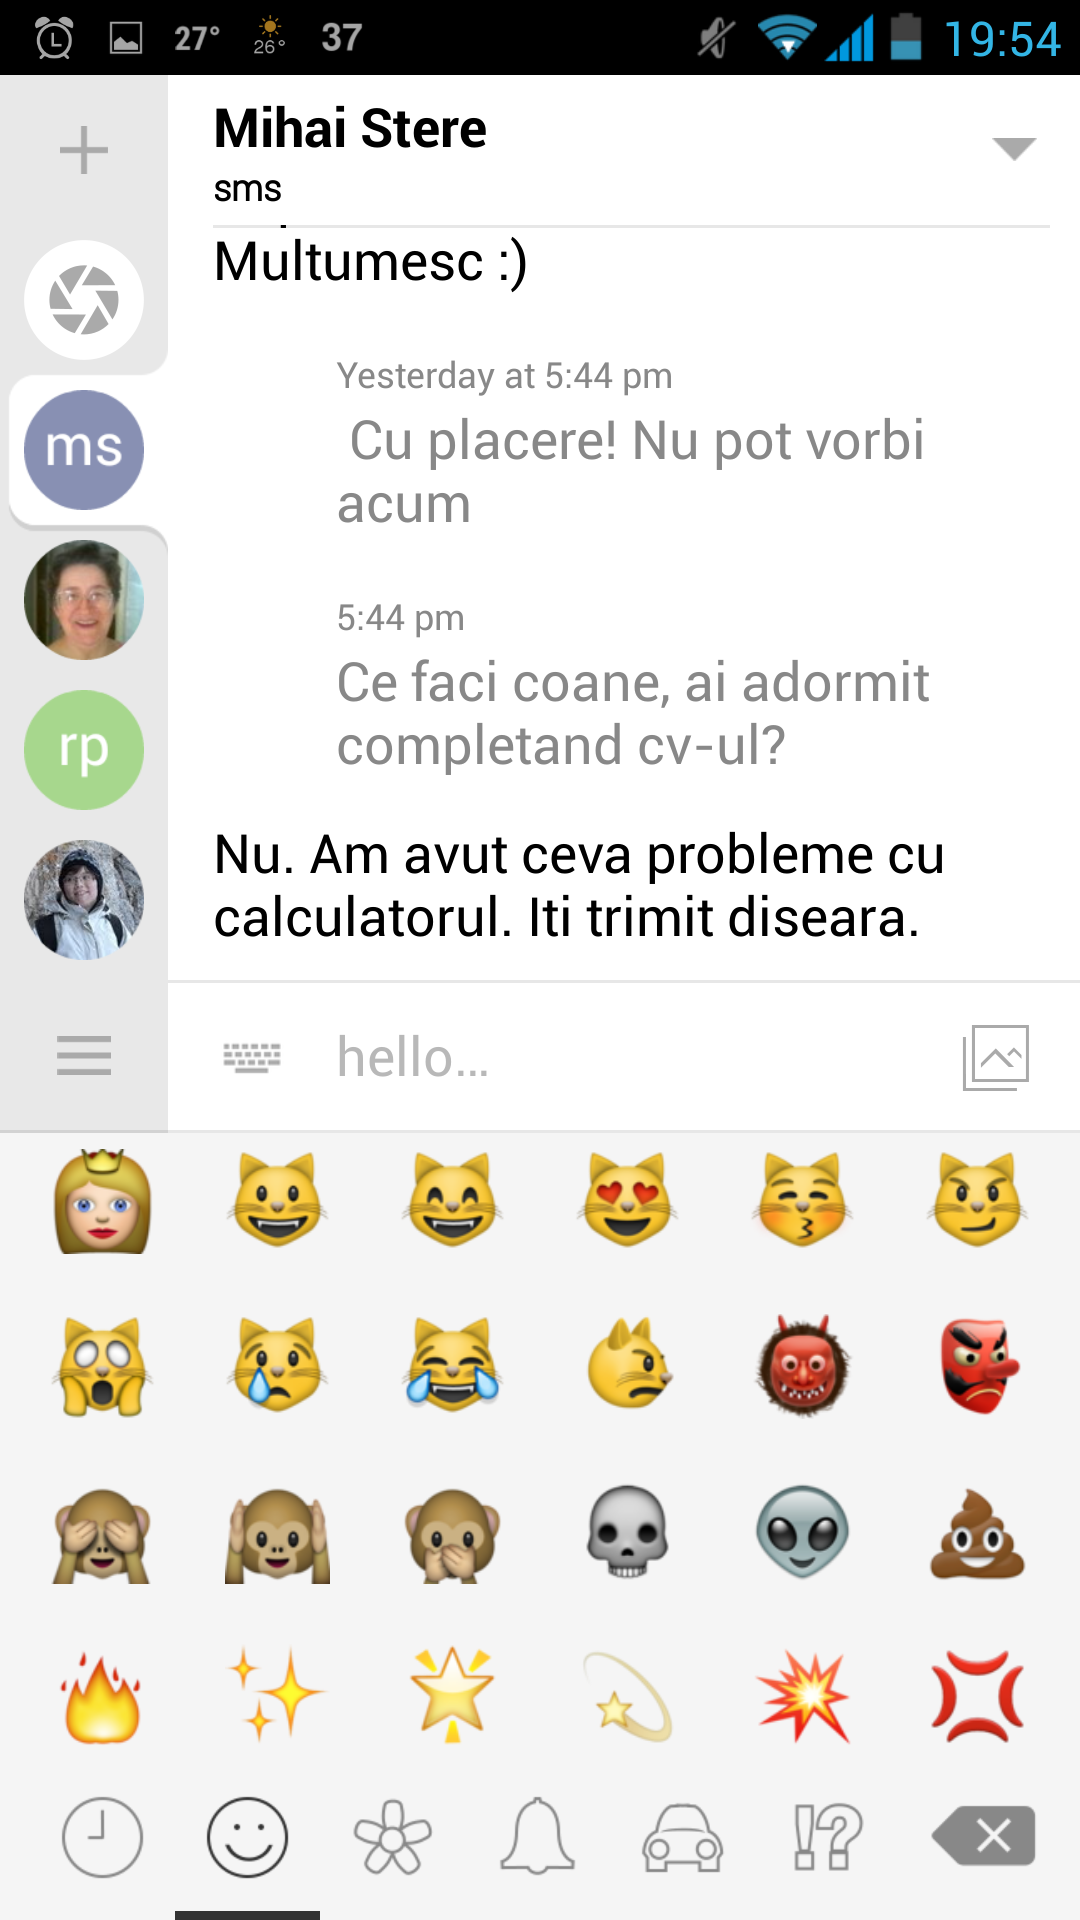 27° 26° 37 19:54
Mihai Stere
sms
Multumesc :)
Yesterday at 5:44 pm
Cu placere! Nu pot vorbi
acum
5:44 pm
Ce faci coane, ai adormit
completand cv-ul?
Nu. Am avut ceva probleme cu
calculatorul. Iti trimit diseara.
hello...
ms
rp
!?